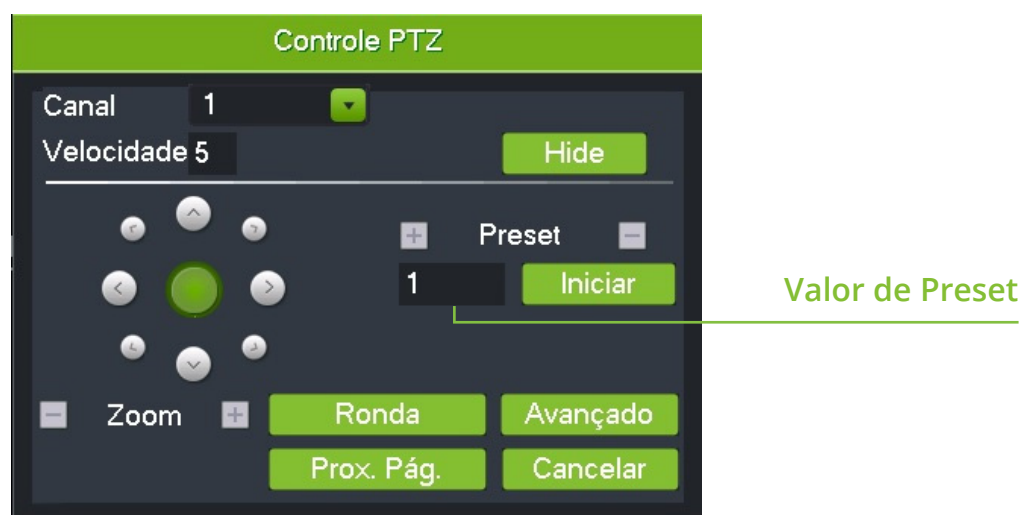 Controle PTZ
Canal 1
Velocidade 5 Hide
+ Preset -
1 Iniciar
Valor de Preset
- Zoom + Ronda Avançado
Prox. Pág. Cancelar